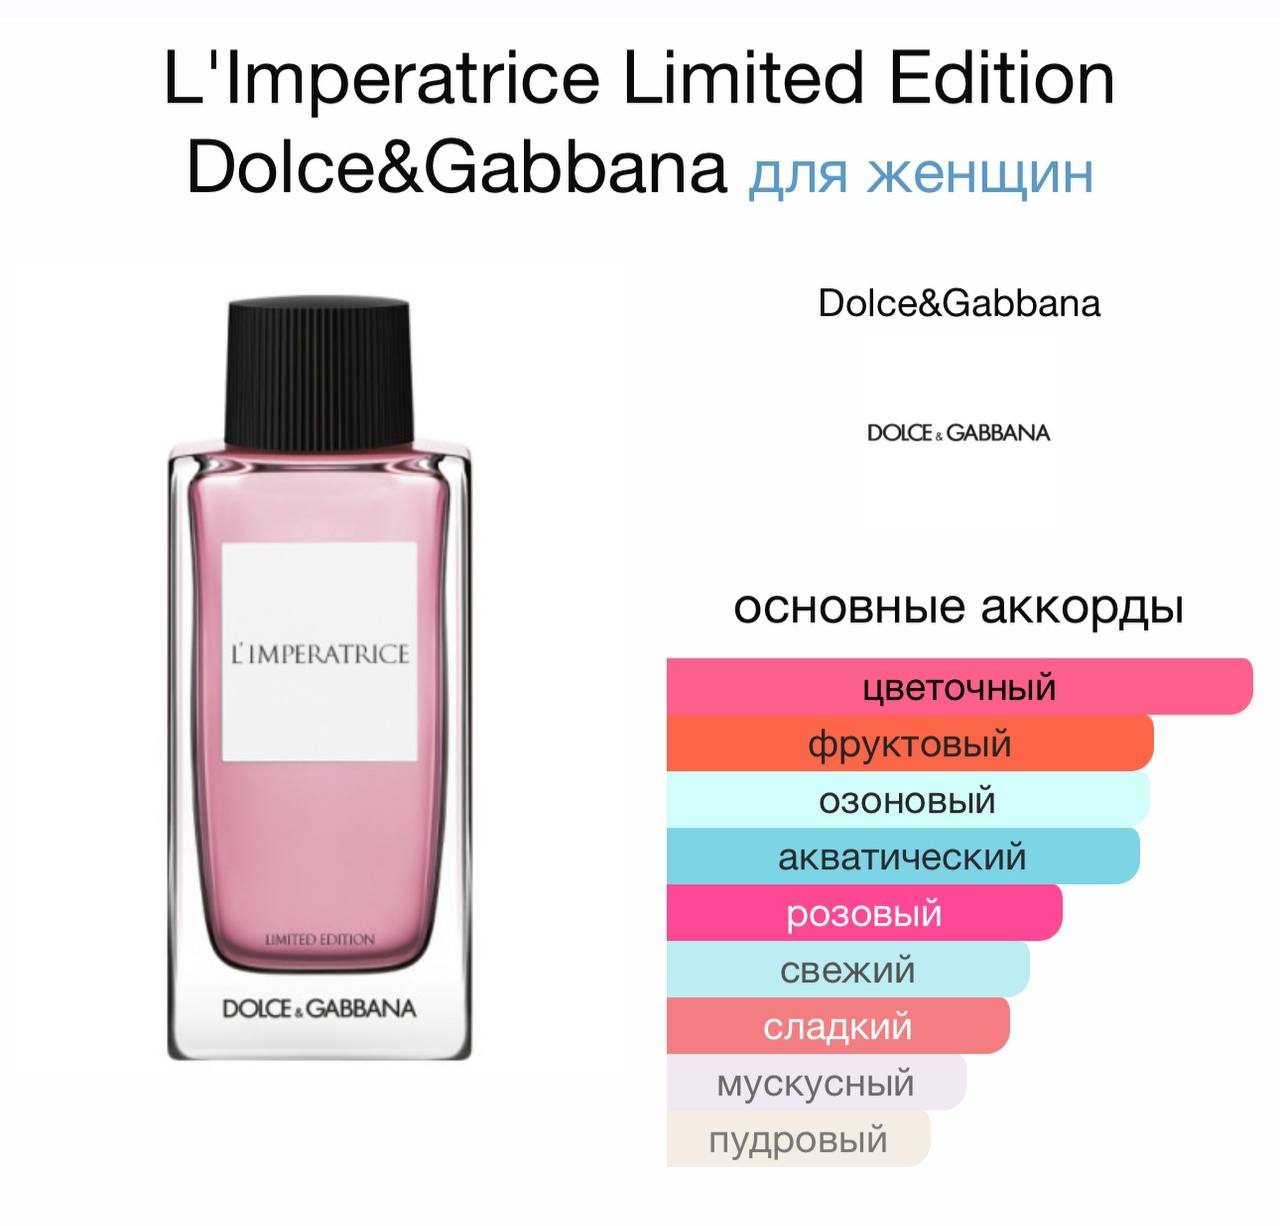 L'Imperatrice Limited Edition
Dolce&Gabbana для женщин
L'IMPERATRICE
LIMITED EDITION
DOLCE & GABBANA
Dolce&Gabbana
DOLCE & GABBANA
основные аккорды
цветочный
фруктовый
озоновый
акватический
розовый
свежий
сладкий
мускусный
пудровый